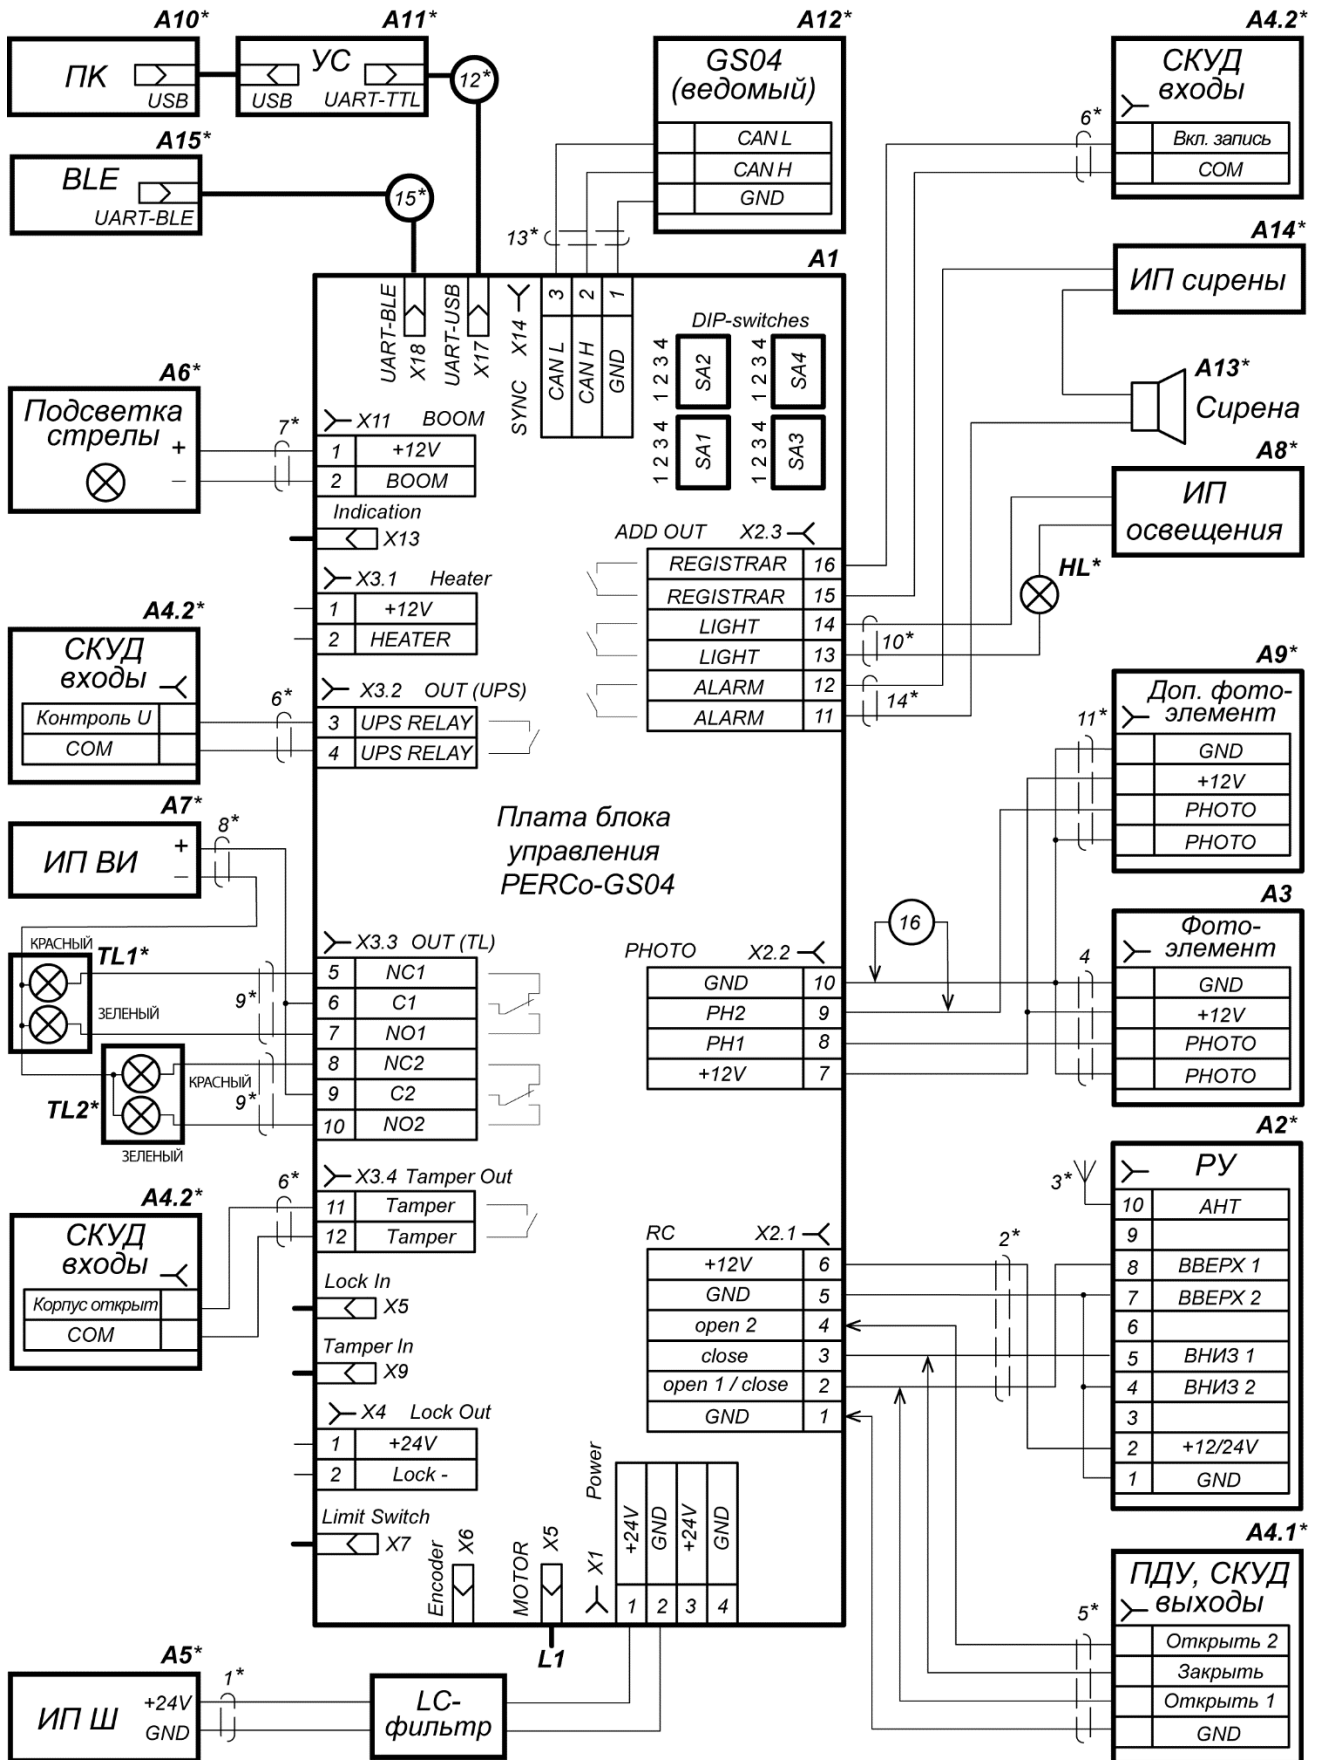 A10*
ПК
USB
A11*
УС
USB
UART-TTL
12*
A15*
BLE
UART-BLE
15*
A12*
GS04
(ведомый)
CAN L
CAN H
GND
13*
A4.2*
СКУД
входы
Вкл. запись
COM
6*
A14*
ИП сирены
A13*
Сирена
A8*
ИП
освещения
HL*
A1
UART-BLE
X18
UART-USB
X17
SYNC X14
3 2 1
CAN L
CAN H
GND
DIP-switches
1 2 3 4 SA2
1 2 3 4 SA4
1 2 3 4 SA1
1 2 3 4 SA3
A6*
Подсветка
стрелы
+
–
7*
X11 BOOM
1 +12V
2 BOOM
Indication
X13
X3.1 Heater
1 +12V
2 HEATER
A4.2*
СКУД
входы
Контроль U
COM
6*
X3.2 OUT (UPS)
3 UPS RELAY
4 UPS RELAY
ADD OUT X2.3
REGISTRAR 16
REGISTRAR 15
LIGHT 14
LIGHT 13
ALARM 12
ALARM 11
10*
14*
A7*
ИП ВИ
+
–
8*
Плата блока
управления
PERCo-GS04
A9*
Доп. фото-
элемент
11*
GND
+12V
PHOTO
PHOTO
КРАСНЫЙ
TL1*
ЗЕЛЕНЫЙ
9*
X3.3 OUT (TL)
5 NC1
6 C1
7 NO1
8 NC2
9 C2
10 NO2
КРАСНЫЙ
9*
TL2*
ЗЕЛЕНЫЙ
16
PHOTO X2.2
GND 10
PH2 9
PH1 8
+12V 7
A3
Фото-
элемент
4
GND
+12V
PHOTO
PHOTO
A4.2*
СКУД
входы
Корпус открыт
COM
6*
X3.4 Tamper Out
11 Tamper
12 Tamper
Lock In
X5
Tamper In
X9
X4 Lock Out
1 +24V
2 Lock -
Limit Switch
X7
RC X2.1
+12V 6
GND 5
open 2 4
close 3
open 1 / close 2
GND 1
2*
A2*
РУ
3*
10 АНТ
9
8 ВВЕРХ 1
7 ВВЕРХ 2
6
5 ВНИЗ 1
4 ВНИЗ 2
3
2 +12/24V
1 GND
Encoder X6
MOTOR X5
X1 Power
+24V
GND
+24V
GND
1 2 3 4
L1
A4.1*
ПДУ, СКУД
выходы
5*
Открыть 2
Закрыть
Открыть 1
GND
A5*
ИП Ш
+24V
GND
1*
LC-
фильтр